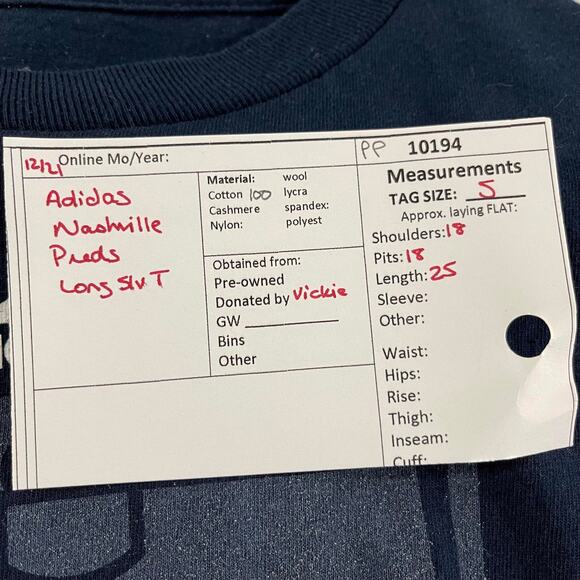 12/21 Online Mo/Year:
Adidas
Nashville
Preds
Long Slv T
Material: wool
Cotton 100 lycra
Cashmere spandex:
Nylon: polyest
Obtained from:
Pre-owned
Donated by Vickie
GW
Bins
Other
PP 10194
Measurements
TAG SIZE: S
Approx. laying FLAT:
Shoulders: 18
Pits: 18
Length: 25
Sleeve:
Other:
Waist:
Hips:
Rise:
Thigh:
Inseam:
Cuff: